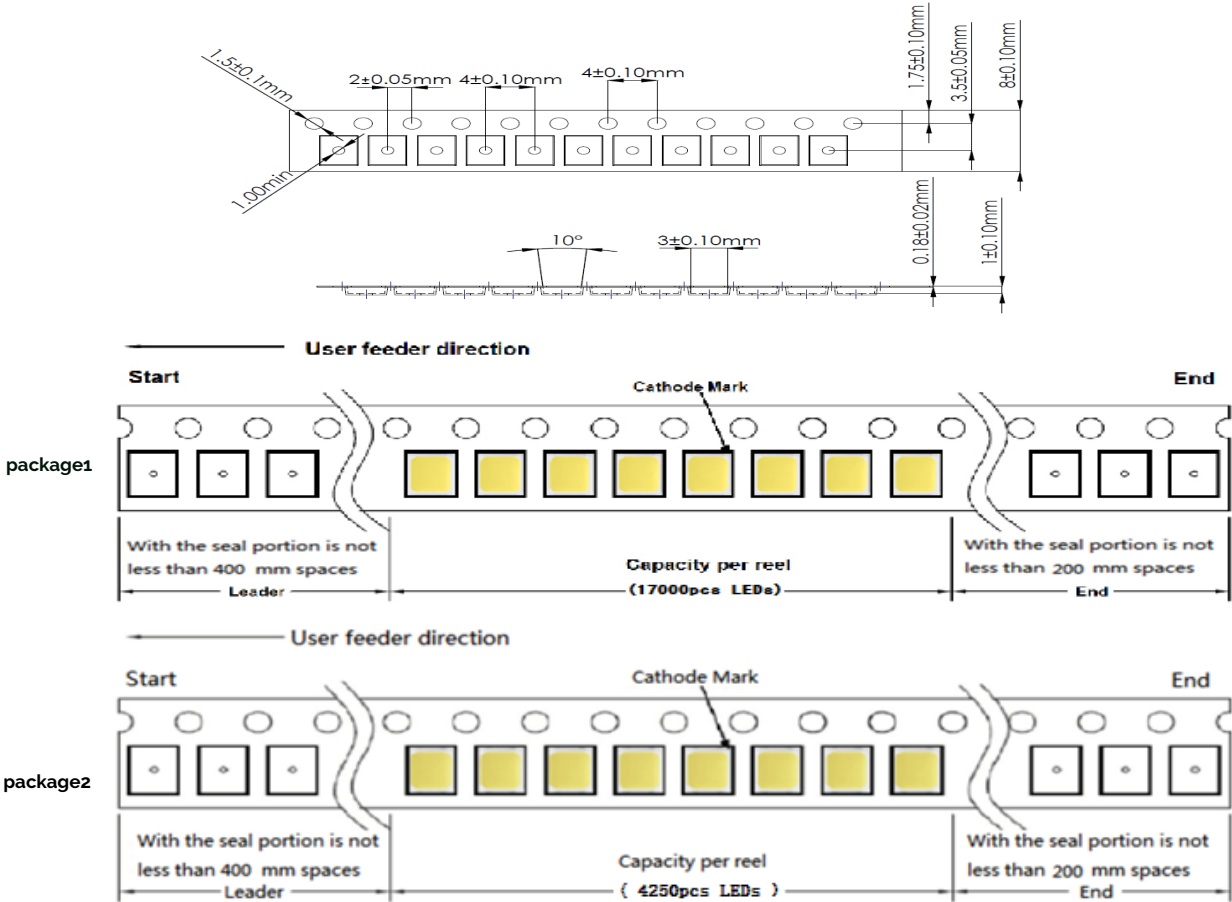 1.5±0.1mm
2±0.05mm
4±0.10mm
4±0.10mm
1.75±0.10mm
3.5±0.05mm
8±0.10mm
1.00min
10°
3±0.10mm
0.18±0.02mm
1±0.10mm
User feeder direction
Start
Cathode Mark
End
package1
With the seal portion is not
less than 400 mm spaces
Leader
Capacity per reel
(17000pcs LEDs)
With the seal portion is not
less than 200 mm spaces
End
User feeder direction
Start
Cathode Mark
End
package2
With the seal portion is not
less than 400 mm spaces
Leader
Capacity per reel
( 4250pcs LEDs )
With the seal portion is not
less than 200 mm spaces
End